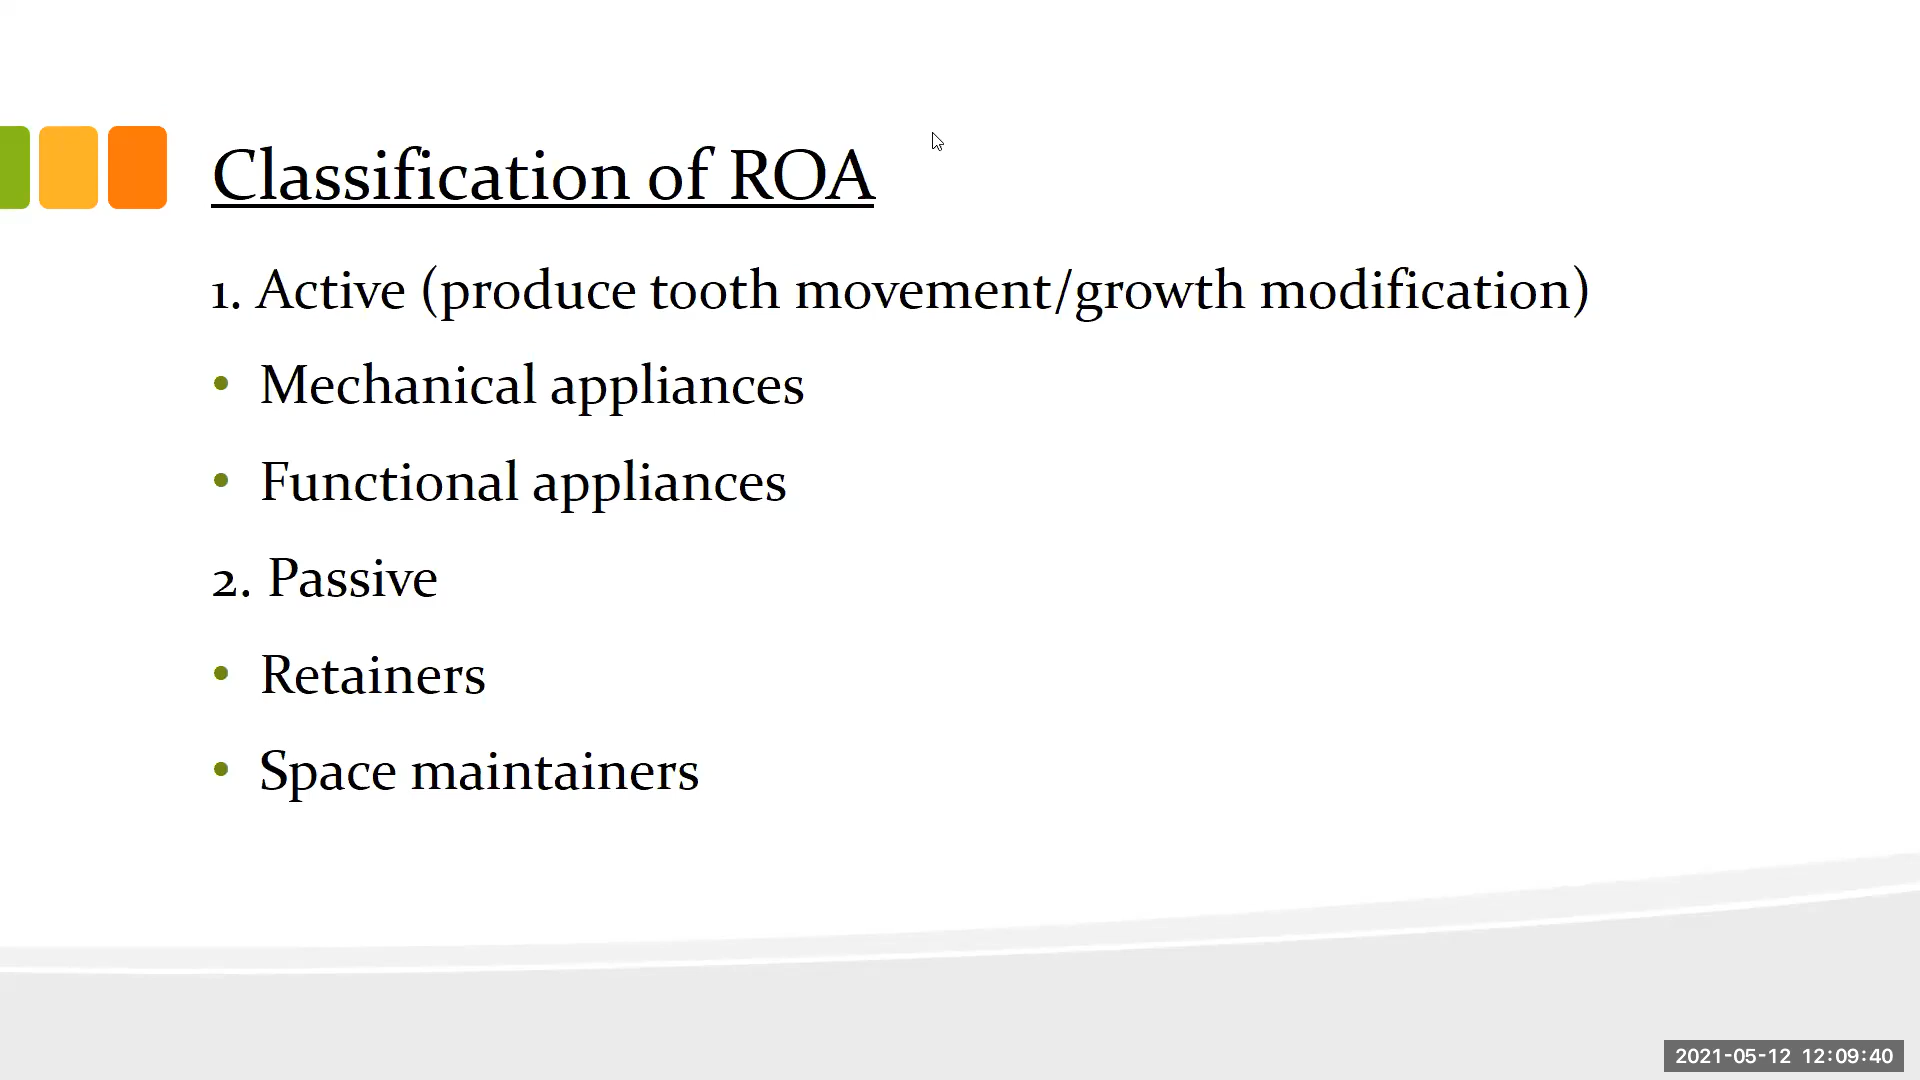 Classification of ROA
1. Active (produce tooth movement/growth modification)
• Mechanical appliances
• Functional appliances
2. Passive
• Retainers
• Space maintainers
2021-05-12 12:09:40